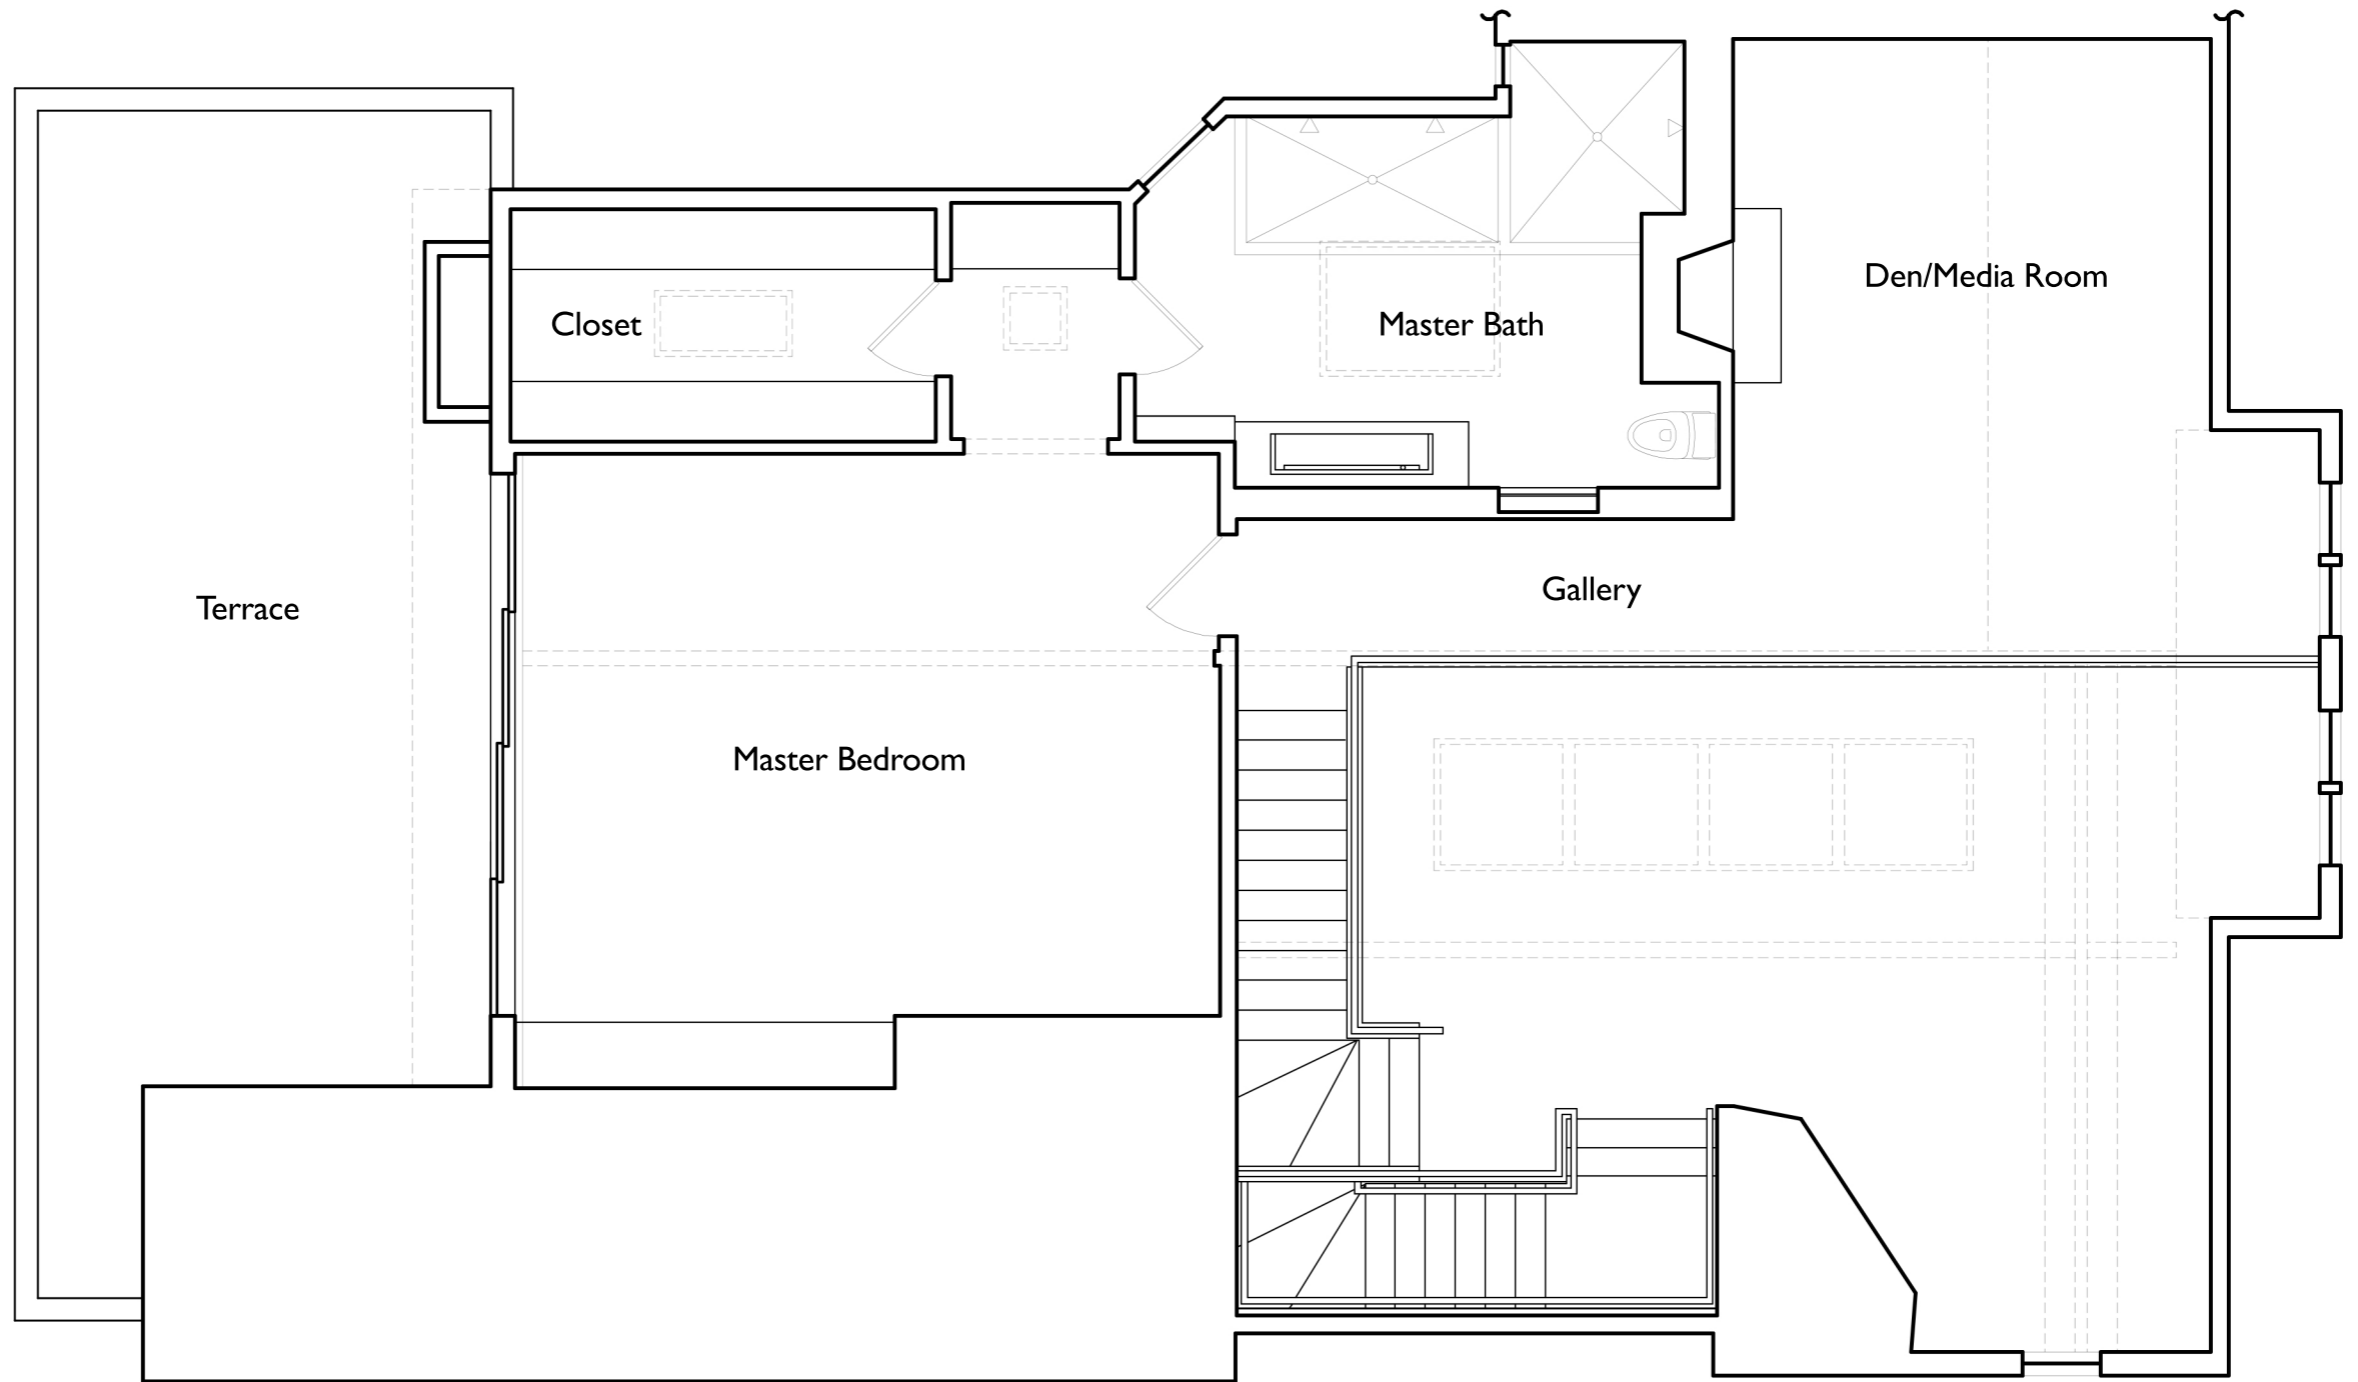 Den/Media Room
Closet
Master Bath
Gallery
Terrace
Master Bedroom